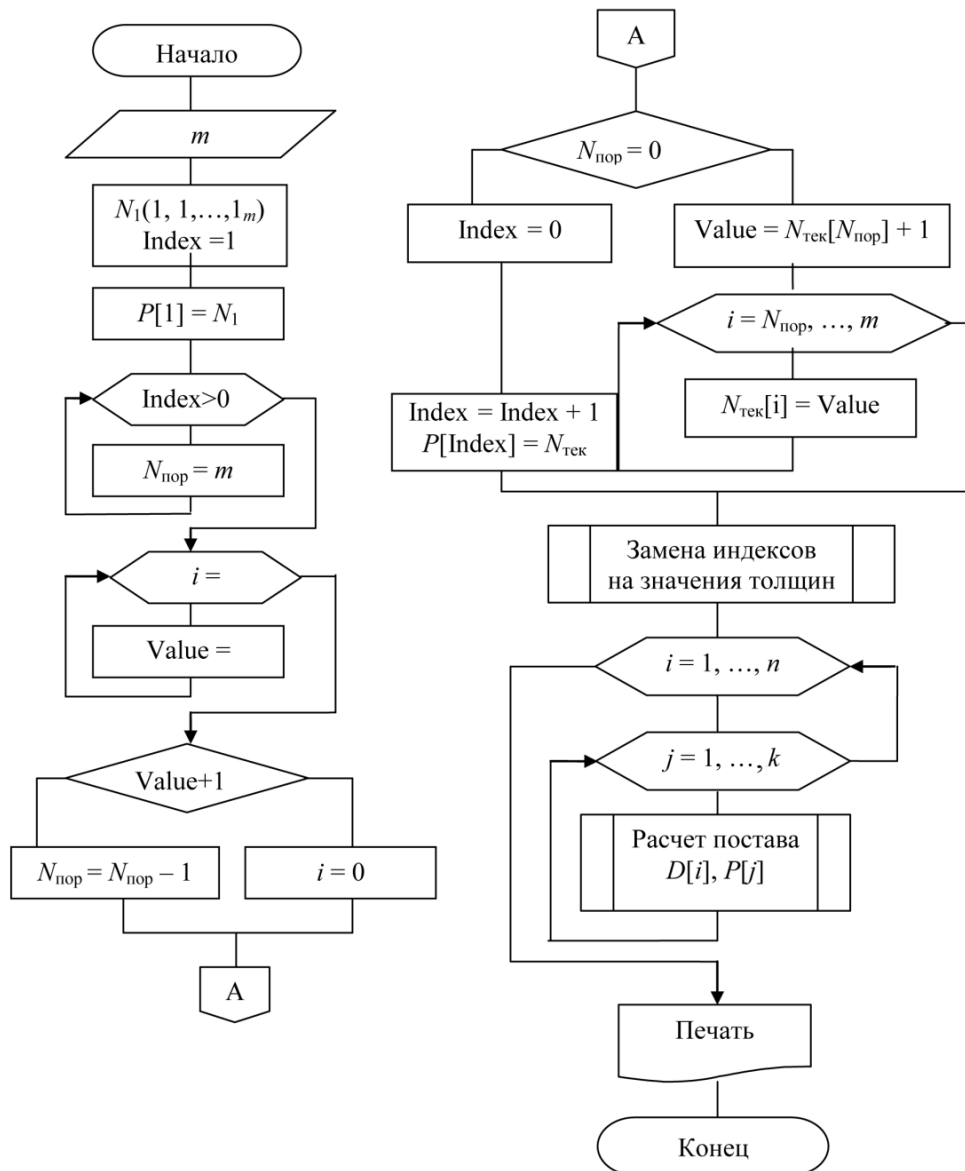 Начало
m
N₁(1, 1,…,1ₘ)
Index =1
P[1] = N₁
Index>0
Nпор = m
i =
Value =
Value+1
Nпор = Nпор – 1
i = 0
A
A
Nпор = 0
Index = 0
Value = Nтек[Nпор] + 1
i = Nпор, …, m
Nтек[i] = Value
Index = Index + 1
P[Index] = Nтек
Замена индексов
на значения толщин
i = 1, …, n
j = 1, …, k
Расчет постава
D[i], P[j]
Печать
Конец